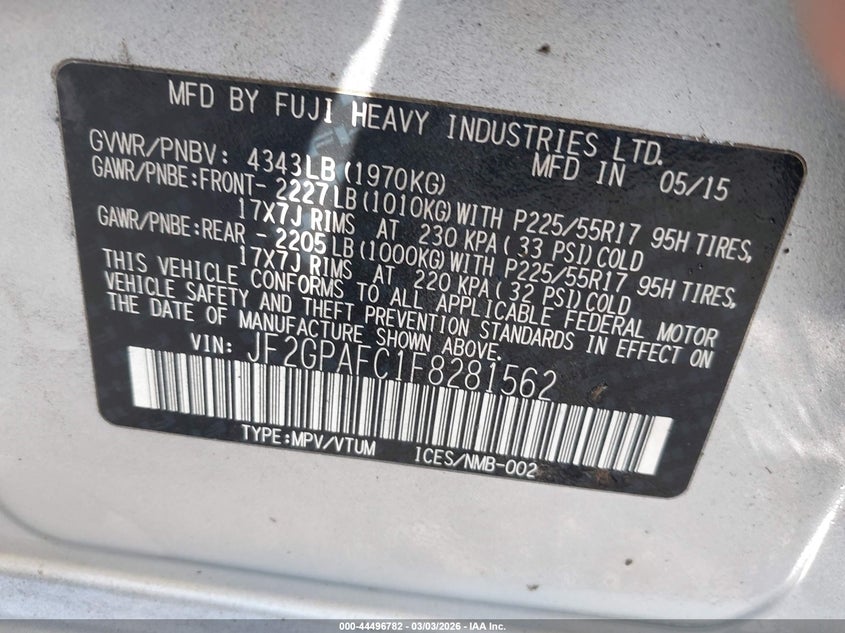 MFD BY FUJI HEAVY INDUSTRIES LTD.
MFD IN 05/15
GVWR/PNBV: 4343LB(1970KG)
GAWR/PNBE:FRONT- 2227LB(1010KG)WITH P225/55R17 95H TIRES,
17X7J RIMS AT 230 KPA(33 PSI)COLD
GAWR/PNBE:REAR - 2205LB(1000KG)WITH P225/55R17 95H TIRES,
17X7J RIMS AT 220 KPA(32 PSI)COLD
THIS VEHICLE CONFORMS TO ALL APPLICABLE FEDERAL MOTOR
VEHICLE SAFETY AND THEFT PREVENTION STANDARDS IN EFFECT ON
THE DATE OF MANUFACTURE SHOWN ABOVE.
VIN: JF2GPAFC1F8281562
TYPE:MPV/VTUM ICES/NMB-002
000-44496782 - 03/03/2026 - IAA Inc.